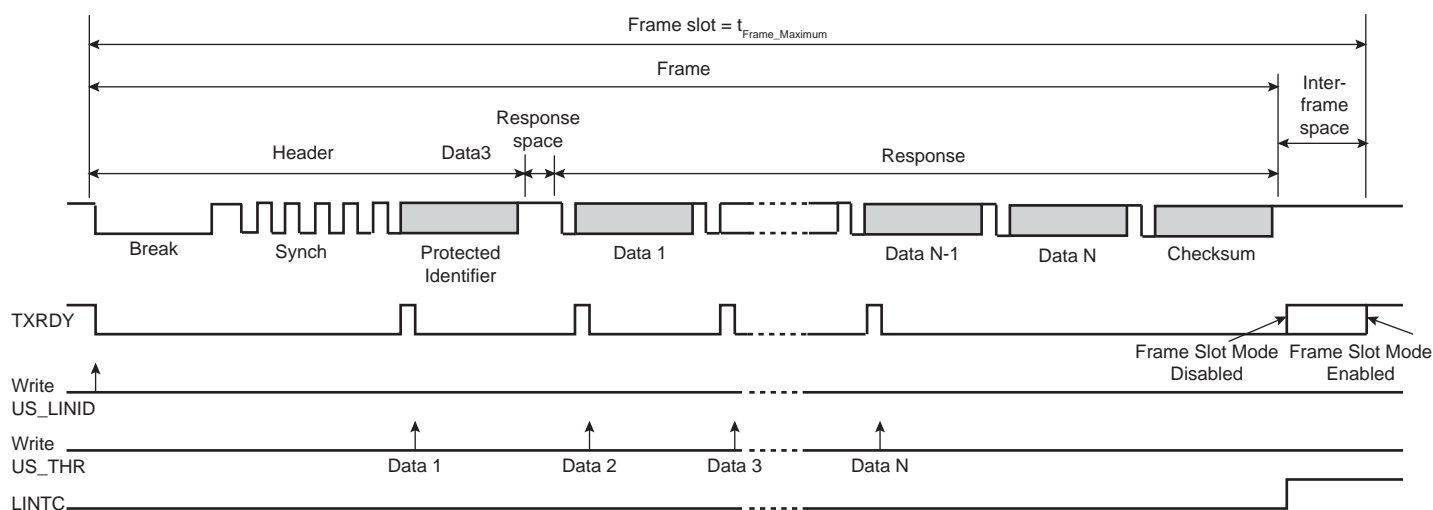 Frame slot = tFrame_Maximum
Frame
Inter-
frame
space
Response
space
Header
Data3
Response
Break
Synch
Protected
Identifier
Data 1
Data N-1
Data N
Checksum
TXRDY
Frame Slot Mode
Disabled
Frame Slot Mode
Enabled
Write
US_LINID
Write
US_THR
Data 1
Data 2
Data 3
Data N
LINTC